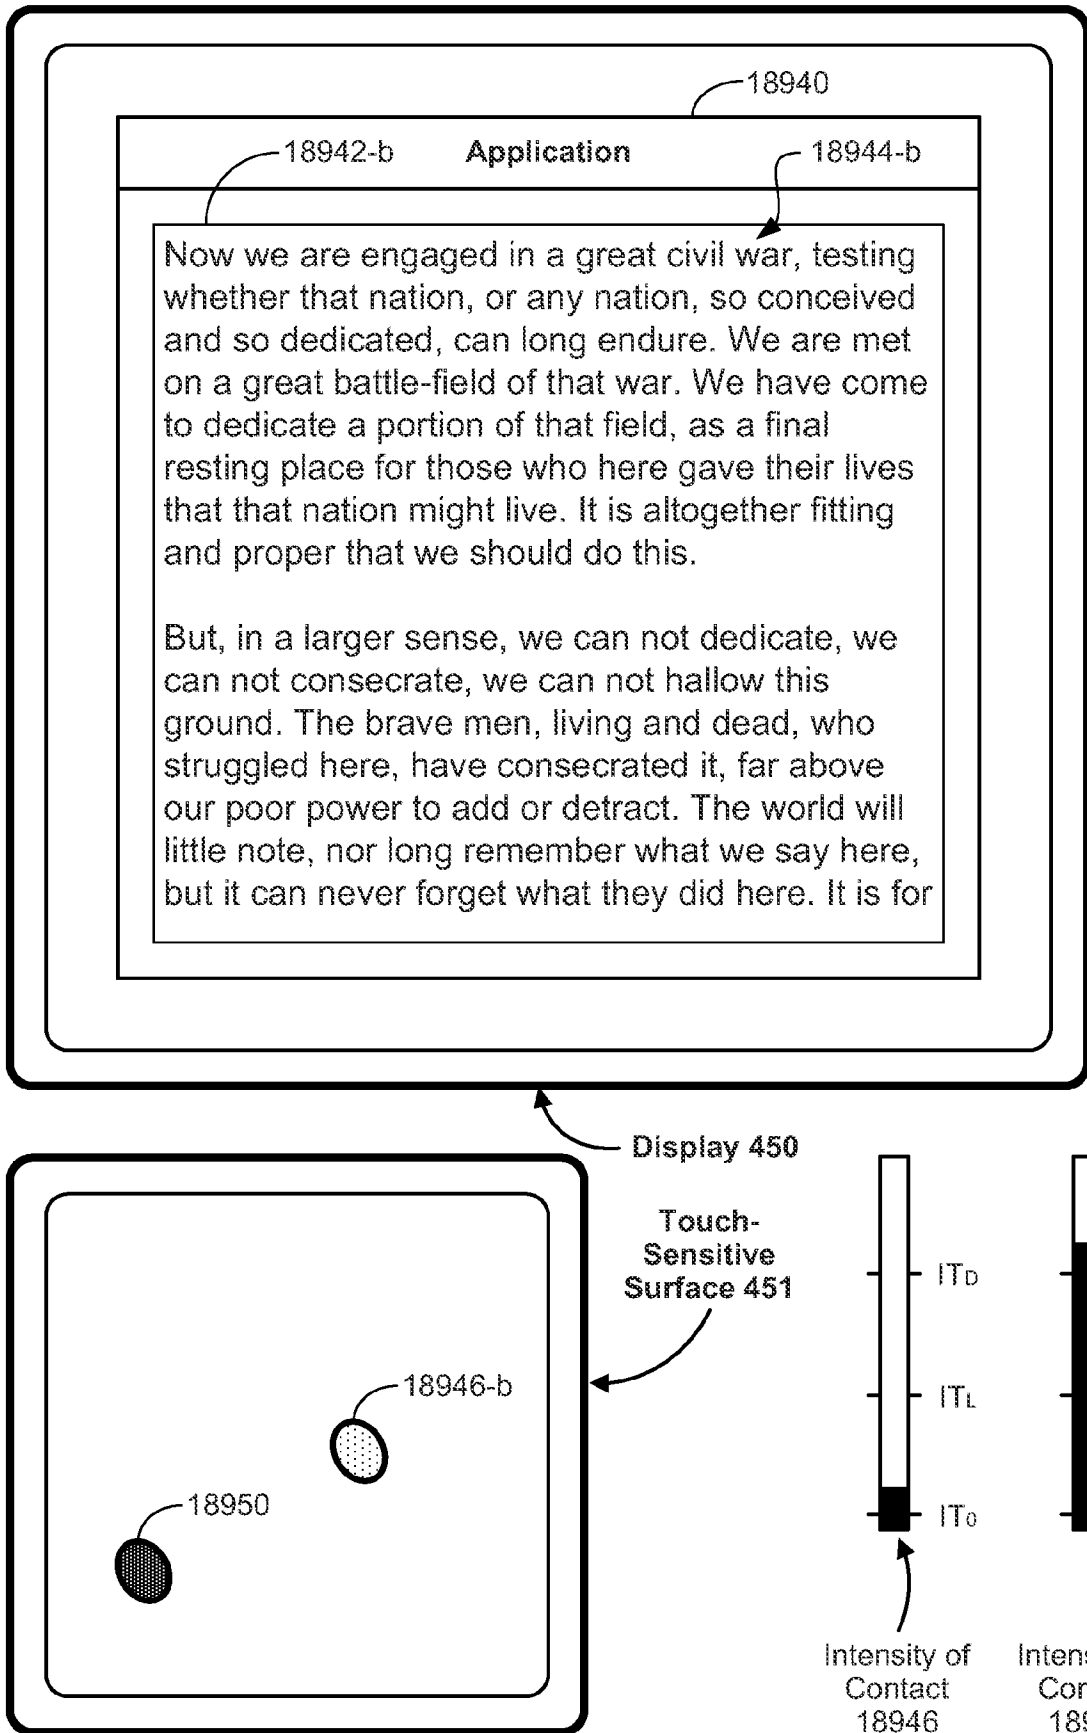 18940
18942-b
Application
18944-b
Now we are engaged in a great civil war, testing
whether that nation, or any nation, so conceived
and so dedicated, can long endure. We are met
on a great battle-field of that war. We have come
to dedicate a portion of that field, as a final
resting place for those who here gave their lives
that that nation might live. It is altogether fitting
and proper that we should do this.
But, in a larger sense, we can not dedicate, we
can not consecrate, we can not hallow this
ground. The brave men, living and dead, who
struggled here, have consecrated it, far above
our poor power to add or detract. The world will
little note, nor long remember what we say here,
but it can never forget what they did here. It is for
Display 450
Touch-
Sensitive
Surface 451
18946-b
18950
ITD
ITL
IT0
Intensity of
Contact
18946